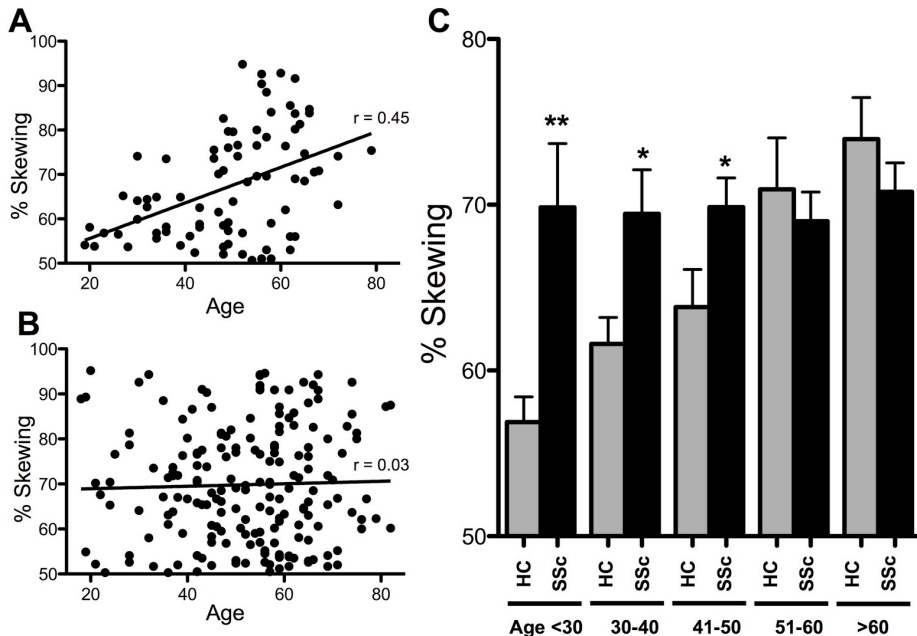 A
100
90
80
70
60
50
% Skewing
r = 0.45
20 40 60 80
Age
B
100
90
80
70
60
50
% Skewing
r = 0.03
20 40 60 80
Age
C
80
70
60
50
% Skewing
** * *
HC SSc HC SSc HC SSc HC SSc HC SSc
Age <30 30-40 41-50 51-60 >60